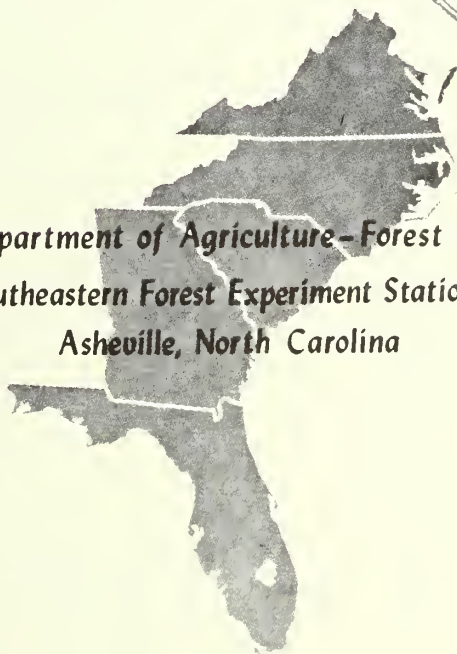 partment of Agriculture - Forest
utheastern Forest Experiment Statio
Asheville, North Carolina